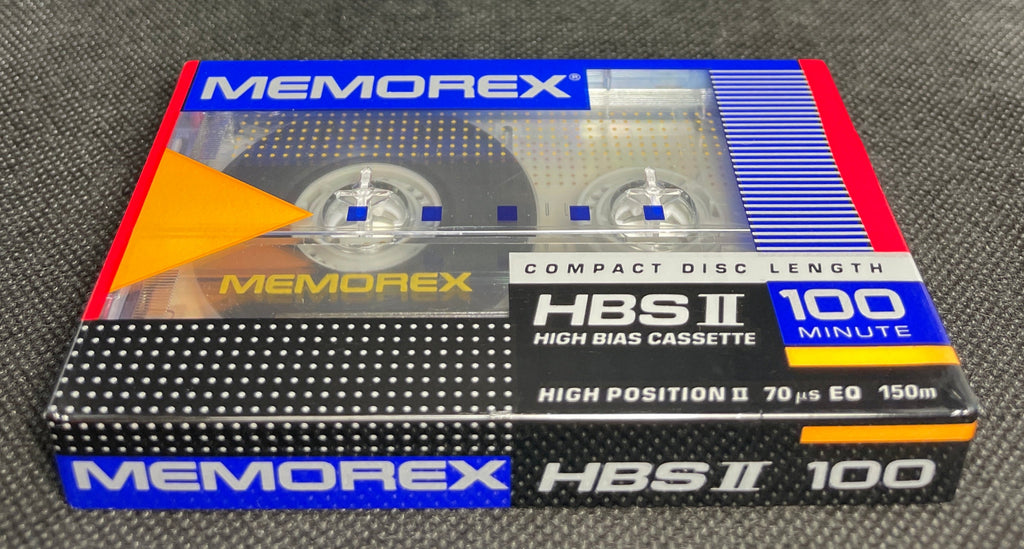 MEMOREX®
MEMOREX
COMPACT DISC LENGTH
HBS II
HIGH BIAS CASSETTE
100
MINUTE
HIGH POSITION II 70 μs EQ 150m
MEMOREX HBS II 100